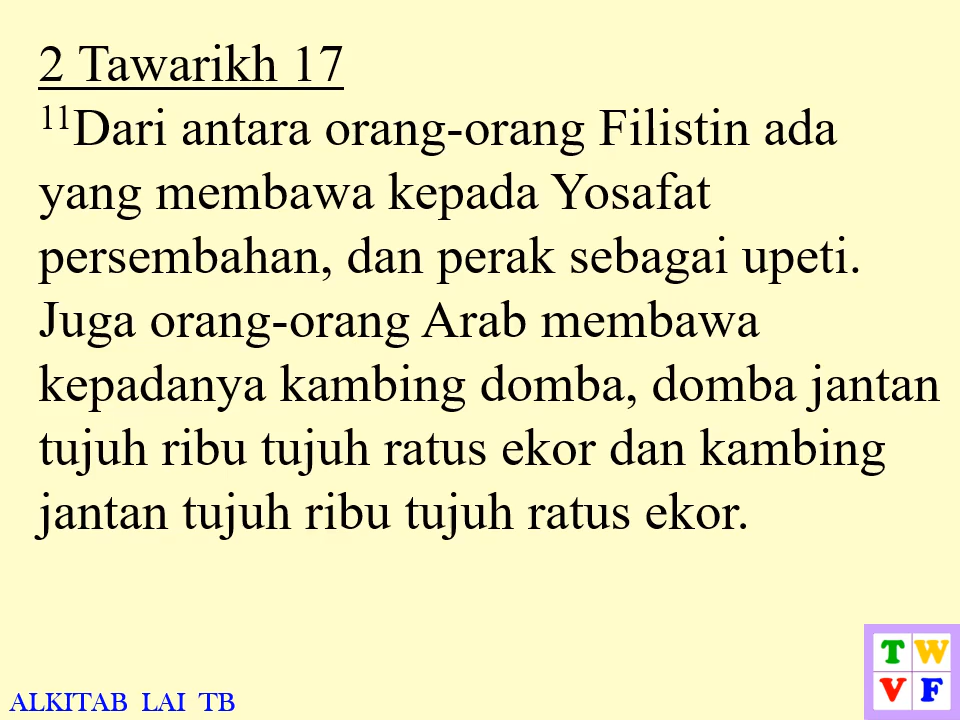 2 Tawarikh 17
11Dari antara orang-orang Filistin ada
yang membawa kepada Yosafat
persembahan, dan perak sebagai upeti.
Juga orang-orang Arab membawa
kepadanya kambing domba, domba jantan
tujuh ribu tujuh ratus ekor dan kambing
jantan tujuh ribu tujuh ratus ekor.
ALKITAB LAI TB
T W
V F